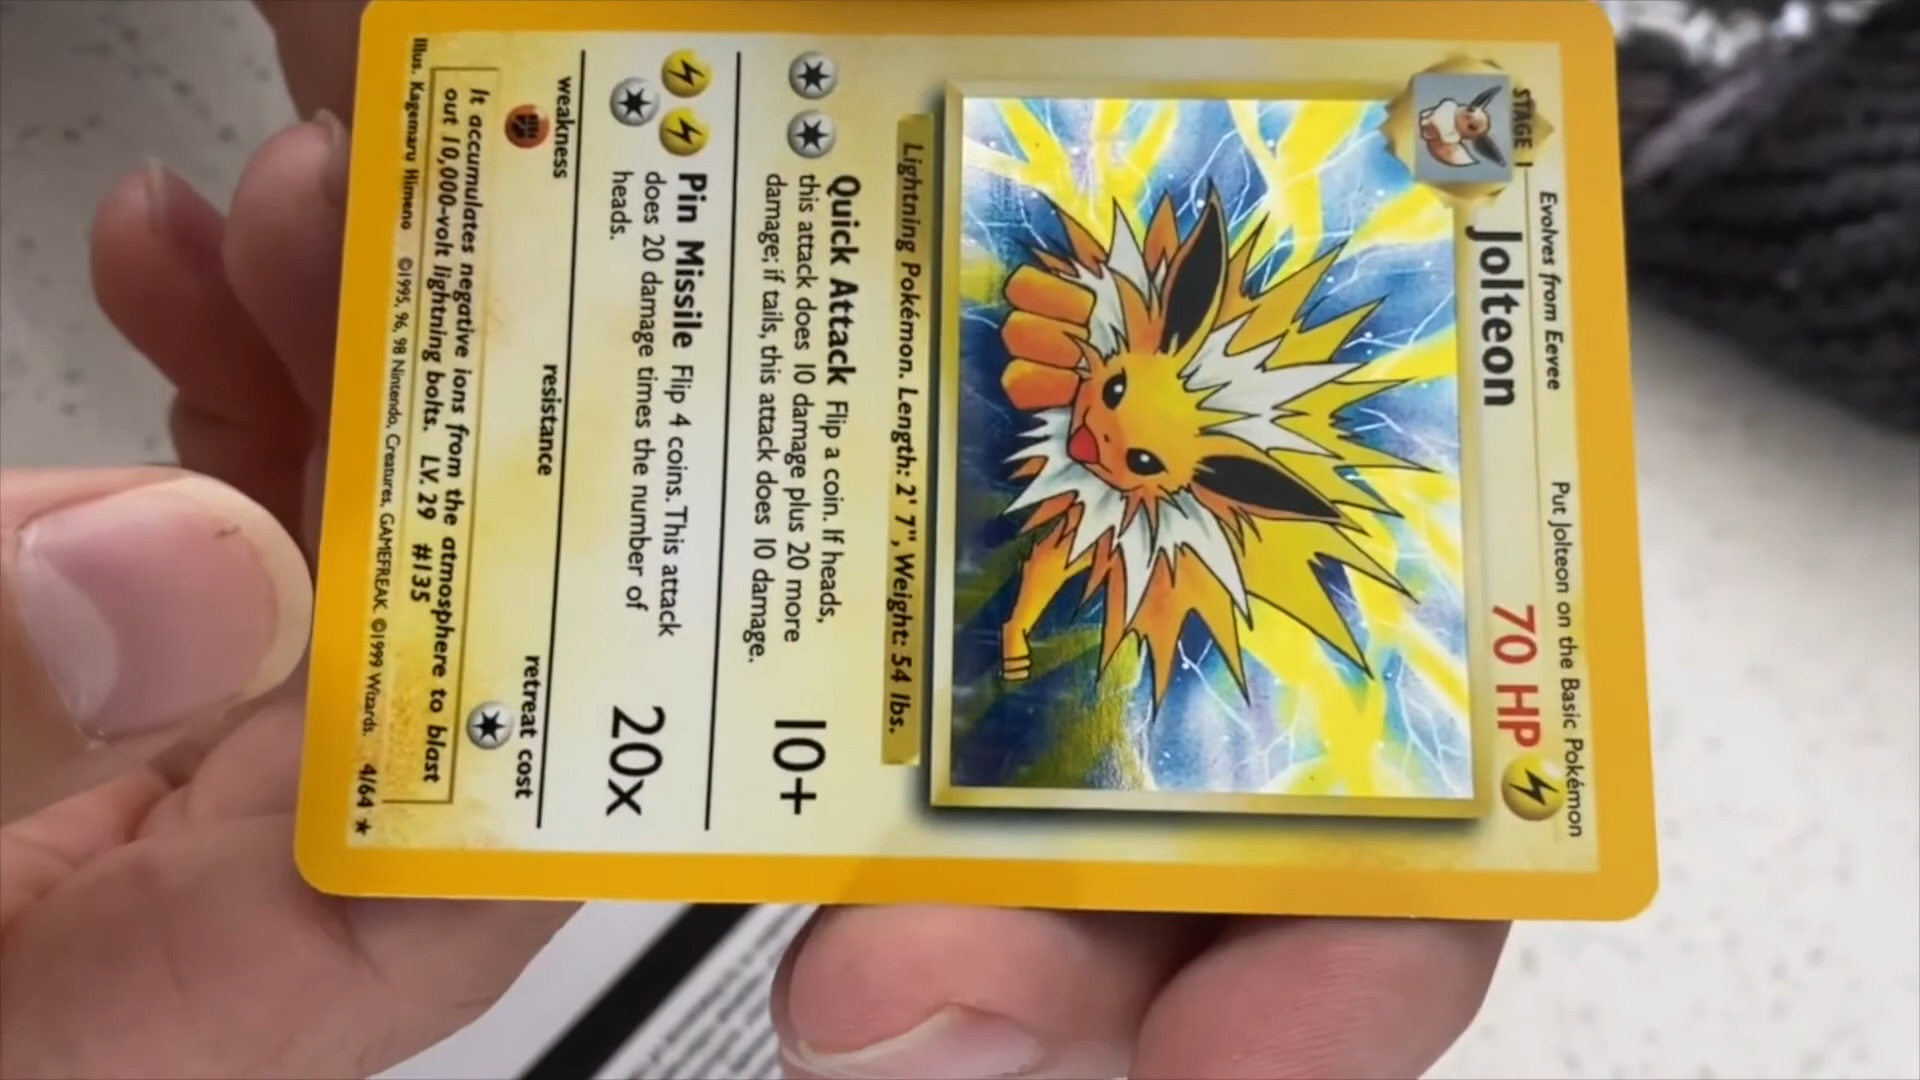 STAGE 1
Evolves from Eevee
Put Jolteon on the Basic Pokémon
Jolteon
70 HP
Lightning Pokémon. Length: 2' 7", Weight: 54 lbs.
Quick Attack Flip a coin. If heads,
this attack does 10 damage plus 20 more
damage; if tails, this attack does 10 damage.
10+
Pin Missile Flip 4 coins. This attack
does 20 damage times the number of
heads.
20x
weakness
resistance
retreat cost
It accumulates negative ions from the atmosphere to blast
out 10,000-volt lightning bolts. LV. 29 #135
Illus. Kagemaru Himeno ©1995, 96, 98 Nintendo, Creatures, GAMEFREAK. ©1999 Wizards. 4/64 ★